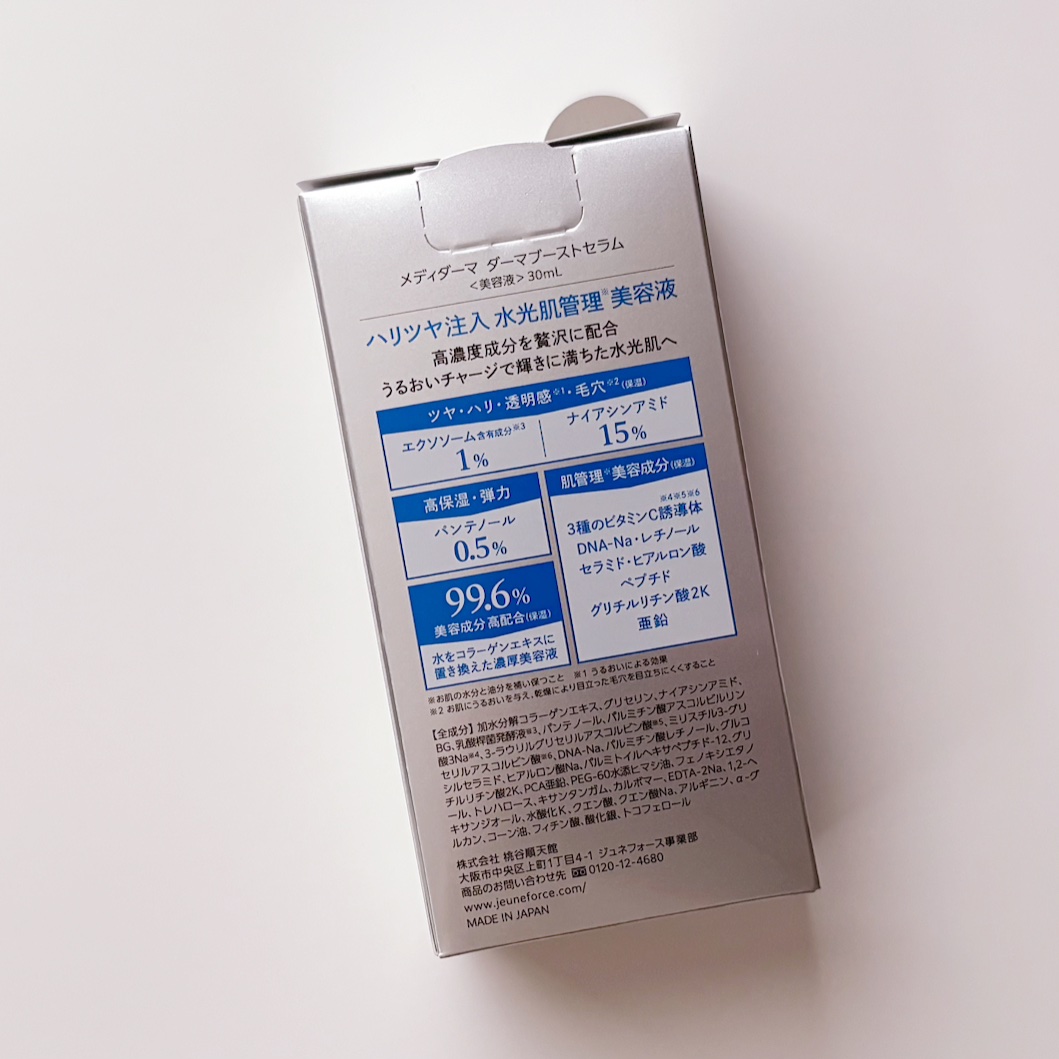 メディダーマ ダーマブーストセラム
<美容液> 30mL
ハリツヤ注入 水光肌管理※美容液
高濃度成分を贅沢に配合
うるおいチャージで輝きに満ちた水光肌へ
ツヤ・ハリ・透明感※1・毛穴※2(保湿)
エクソソーム含有成分※3
1%
ナイアシンアミド
15%
高保湿・弾力
パンテノール
0.5%
99.6%
美容成分高配合(保湿)
水をコラーゲンエキスに
置き換えた濃厚美容液
肌管理※美容成分(保湿)
※4※5※6
3種のビタミンC誘導体
DNA-Na・レチノール
セラミド・ヒアルロン酸
ペプチド
グリチルリチン酸2K
亜鉛
※お肌の水分と油分を補い保つこと ※1 うるおいによる効果
※2 お肌にうるおいを与え、乾燥により目立った毛穴を目立ちにくくすること
【全成分】加水分解コラーゲンエキス、グリセリン、ナイアシンアミド、
BG、乳酸桿菌発酵液※3、パンテノール、パルミチン酸アスコルビルリン
酸3Na※4、3-ラウリルグリセリルアスコルビン酸※5、ミリスチル3-グリ
セリルアスコルビン酸※6、DNA-Na、パルミチン酸レチノール、グルコ
シルセラミド、ヒアルロン酸Na、パルミトイルヘキサペプチド-12、グリ
チルリチン酸2K、PCA亜鉛、PEG-60水添ヒマシ油、フェノキシエタノ
ール、トレハロース、キサンタンガム、カルボマー、EDTA-2Na、1,2-ヘ
キサンジオール、水酸化K、クエン酸、クエン酸Na、アルギニン、α-グ
ルカン、コーン油、フィチン酸、酸化銀、トコフェロール
株式会社 桃谷順天館
大阪市中央区上町1丁目4-1 ジュネフォース事業部
商品のお問い合わせ先 0120-12-4680
www.jeuneforce.com/
MADE IN JAPAN